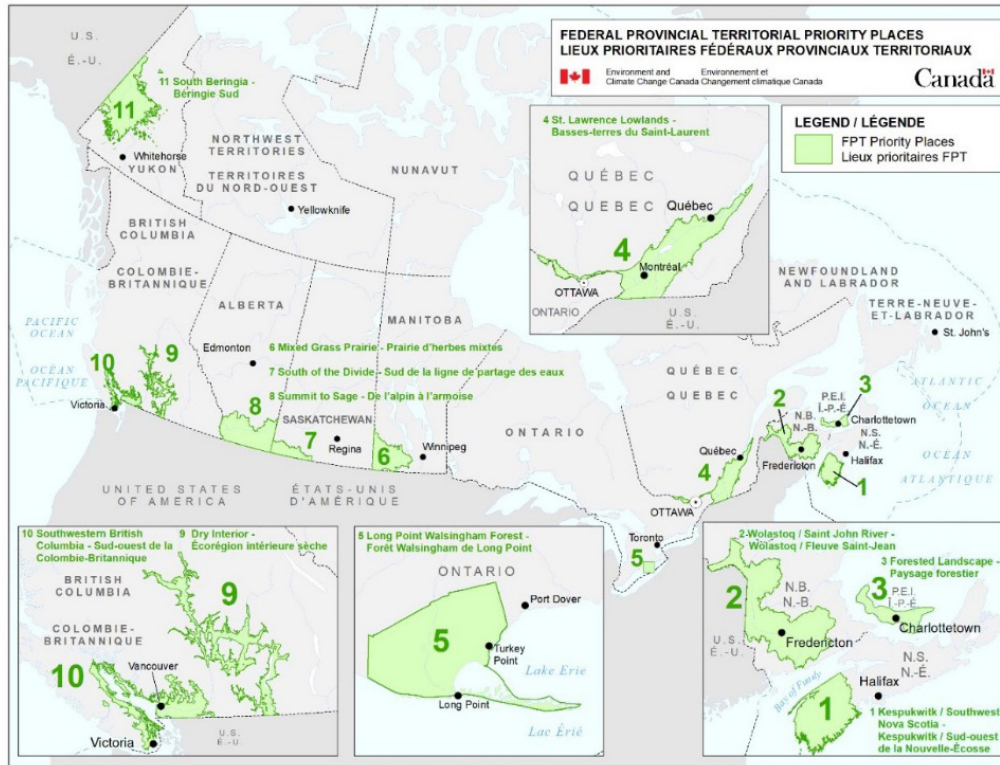 FEDERAL PROVINCIAL TERRITORIAL PRIORITY PLACES
LIEUX PRIORITAIRES FÉDÉRAUX PROVINCIAUX TERRITORIAUX
Environment and
Climate Change Canada
Environnement et
Changement climatique Canada
Canada
LEGEND / LÉGENDE
FPT Priority Places
Lieux prioritaires FPT
U.S.
É.-U.
11 South Beringia -
Béringie Sud
11
Whitehorse
YUKON
NORTHWEST
TERRITORIES
TERRITOIRES
DU NORD-OUEST
Yellowknife
NUNAVUT
BRITISH
COLUMBIA
COLOMBIE-
BRITANNIQUE
ALBERTA
MANITOBA
Edmonton
PACIFIC
OCEAN
OCÉAN
PACIFIQUE
10
9
Victoria
6 Mixed Grass Prairie - Prairie d'herbes mixtes
7 South of the Divide - Sud de la ligne de partage des eaux
8 Summit to Sage - De l'alpin à l'armoise
8
SASKATCHEWAN
7
Regina
6
Winnipeg
ONTARIO
UNITED STATES
OF AMERICA
ÉTATS-UNIS
D'AMÉRIQUE
4 St. Lawrence Lowlands -
Basses-terres du Saint-Laurent
QUÉBEC
QUEBEC
Québec
4
Montréal
OTTAWA
ONTARIO
U.S.
É.-U.
NEWFOUNDLAND
AND LABRADOR
TERRE-NEUVE-
ET-LABRADOR
St. John's
ATLANTIC
OCEAN
OCÉAN
ATLANTIQUE
QUÉBEC
QUEBEC
2
3
P.E.I.
Î.-P.-É.
Charlottetown
N.B.
N.-B.
N.S.
N.-É.
Québec
Fredericton
Halifax
1
4
OTTAWA
Toronto
5
10 Southwestern British
Columbia - Sud-ouest de la
Colombie-Britannique
9 Dry Interior -
Écorégion intérieure sèche
BRITISH
COLUMBIA
9
COLOMBIE-
BRITANNIQUE
10
Vancouver
Victoria
U.S.
É.-U.
5 Long Point Walsingham Forest -
Forêt Walsingham de Long Point
ONTARIO
Port Dover
5
Turkey
Point
Lake Erie
Long Point
Lac Érié
2-Wolastoq / Saint John River -
Wolastoq / Fleuve Saint-Jean
3 Forested Landscape -
Paysage forestier
2
N.B.
N.-B.
3
P.E.I.
Î.-P.-É.
Charlottetown
U.S.
É.-U.
Fredericton
N.S.
N.-É.
Bay of Fundy
Halifax
1
1 Kespukwitk / Southwest
Nova Scotia -
Kespukwitk / Sud-ouest
de la Nouvelle-Écosse